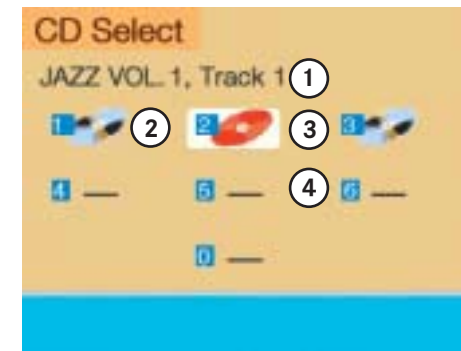 CD Select
JAZZ VOL. 1, Track 1 1
1 2 2 3 3
4 — 5 — 4 6 —
0 —